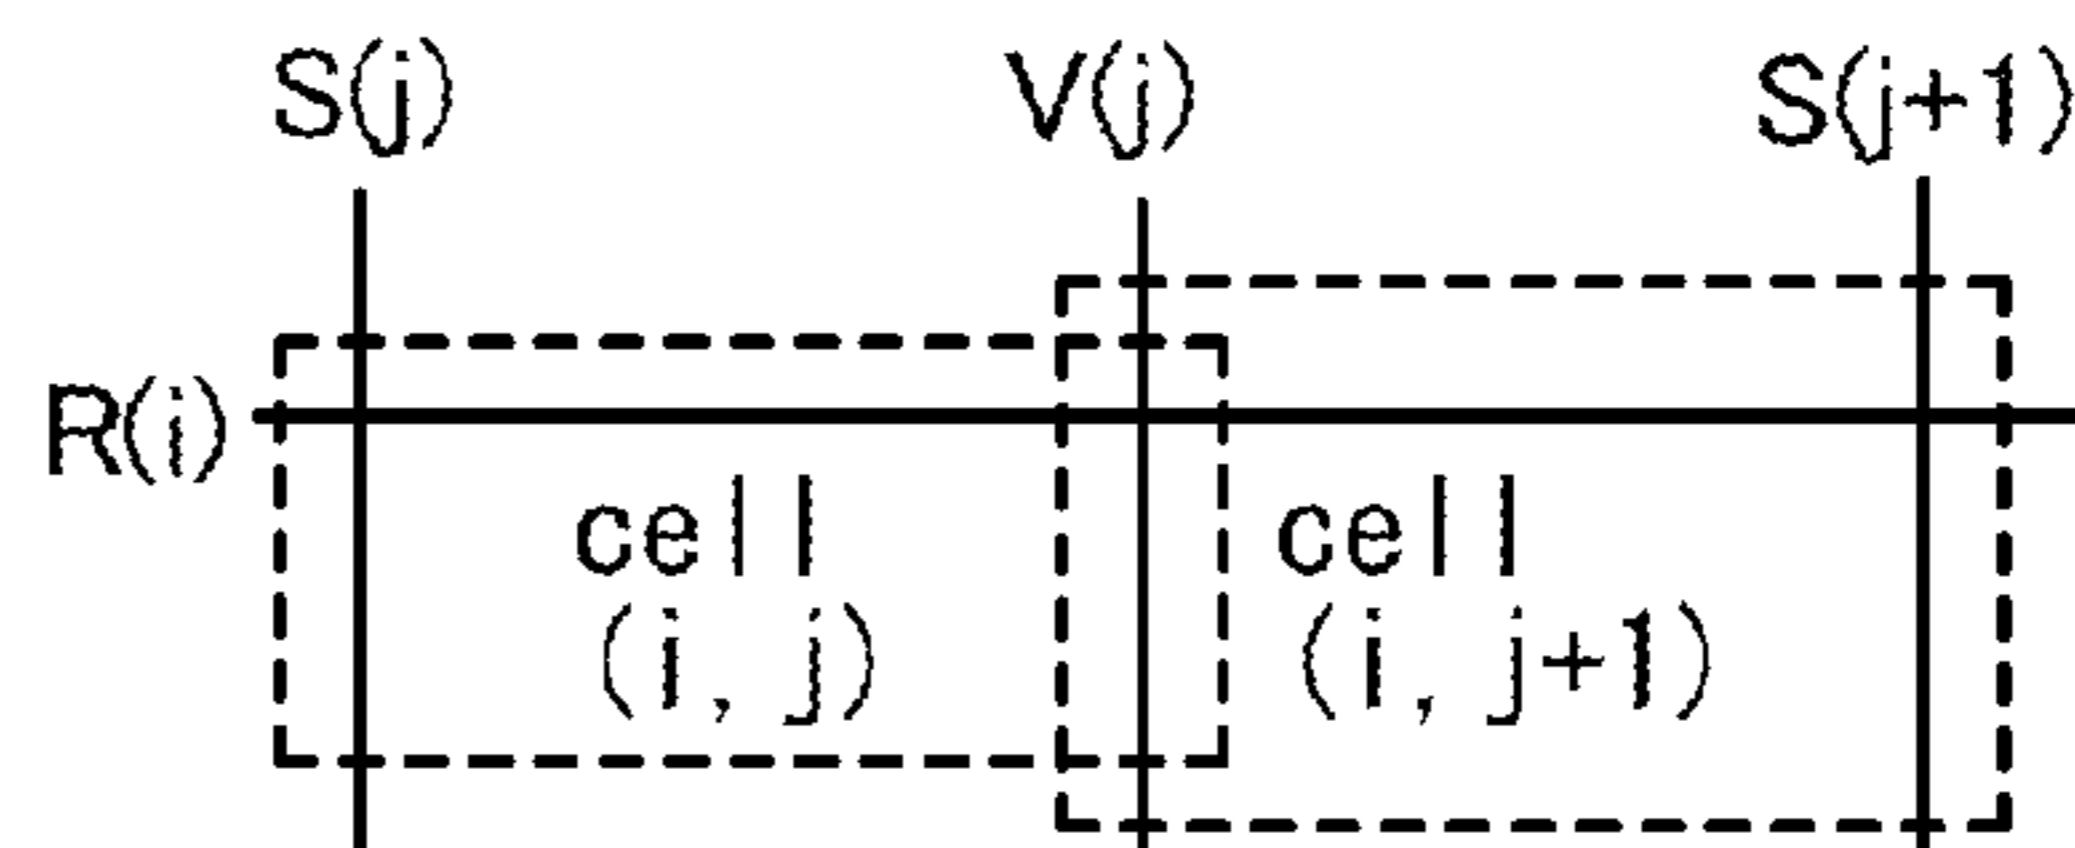 S(j) V(j) S(j+1)
R(i)
cell cell
(i, j) (i, j+1)